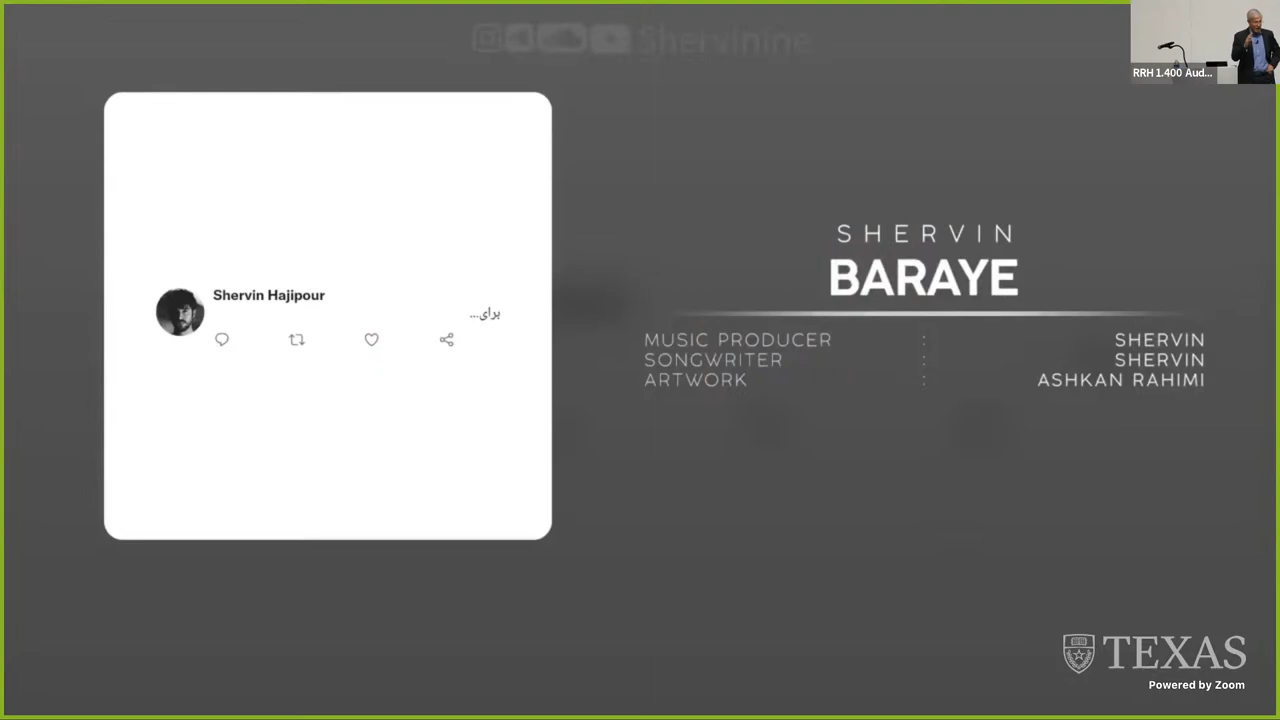 Shervinine
RRH 1.400 Aud...
Shervin Hajipour
برای...
SHERVIN
BARAYE
MUSIC PRODUCER : SHERVIN
SONGWRITER : SHERVIN
ARTWORK : ASHKAN RAHIMI
TEXAS
Powered by Zoom